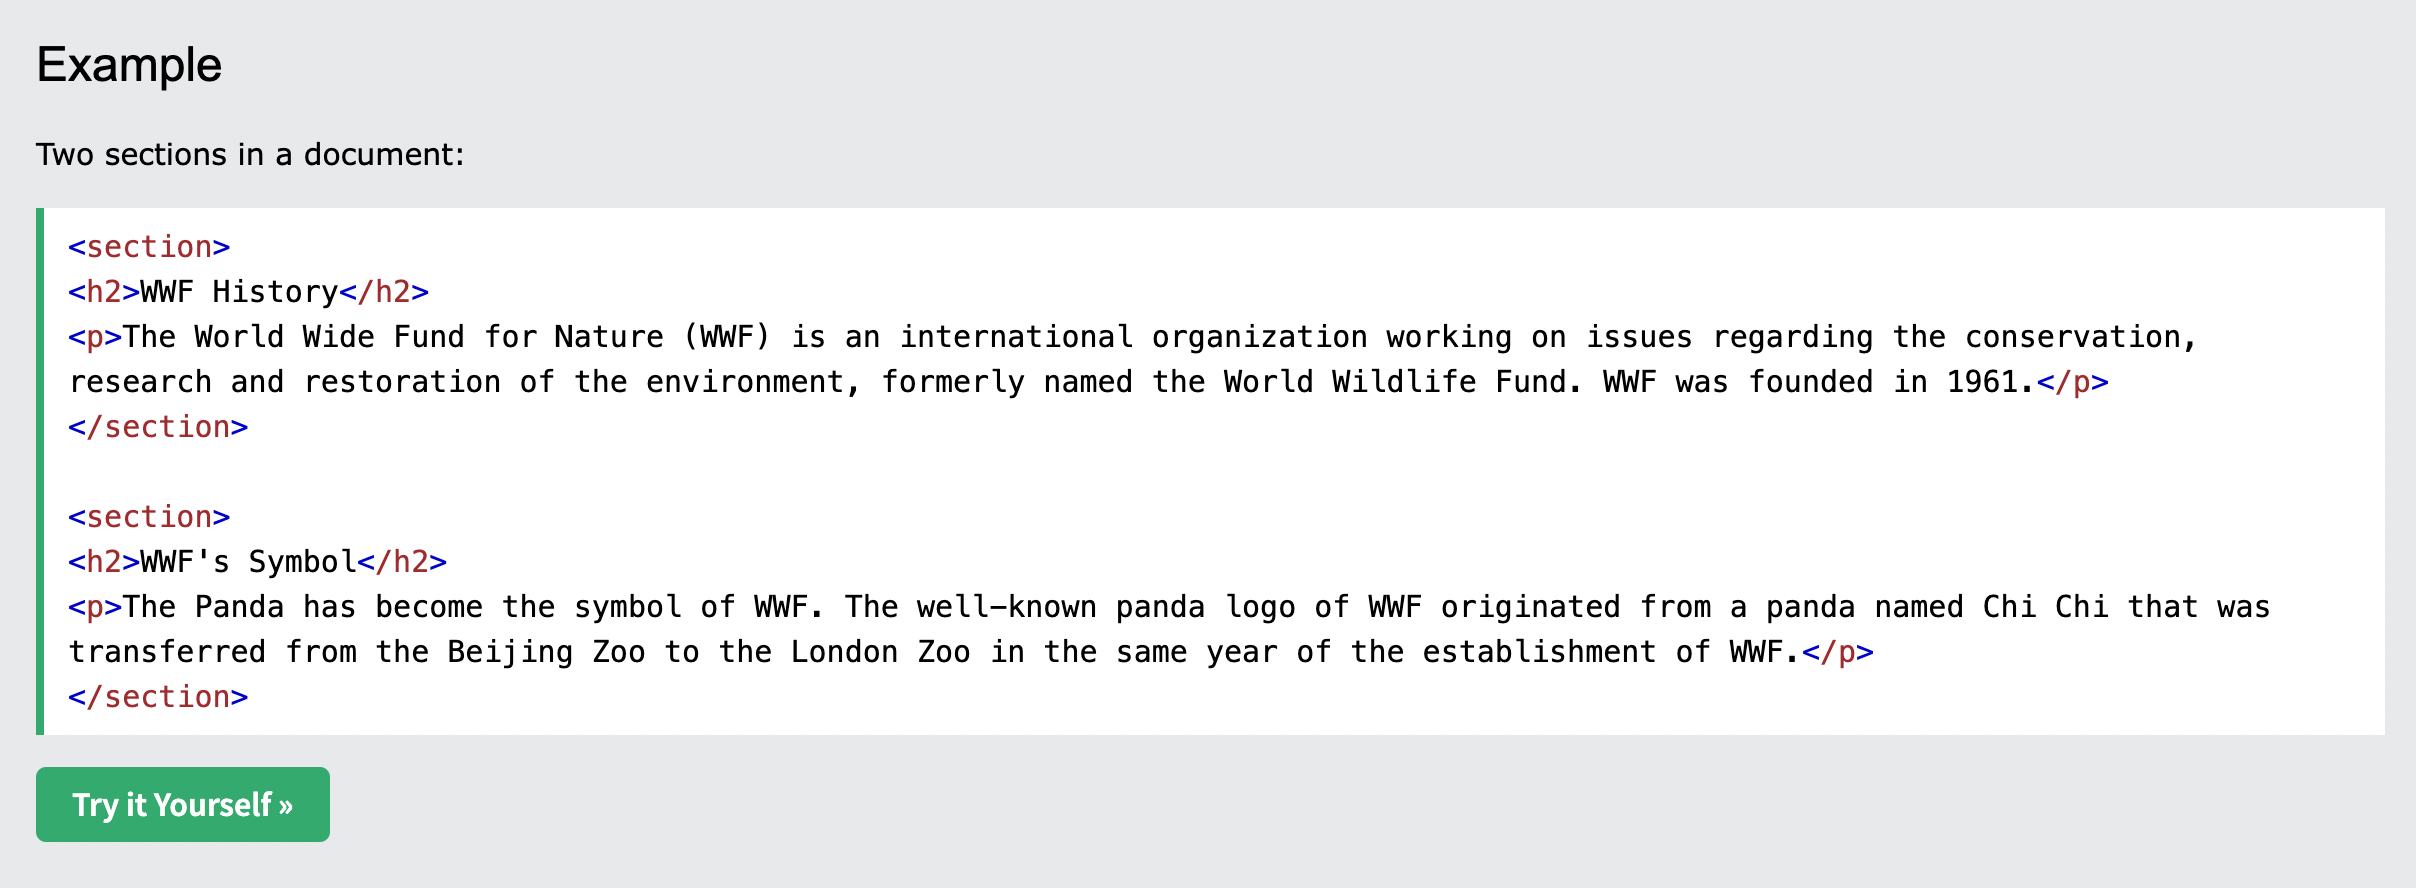 Example
Two sections in a document:
<section>
<h2>WWF History</h2>
<p>The World Wide Fund for Nature (WWF) is an international organization working on issues regarding the conservation,
research and restoration of the environment, formerly named the World Wildlife Fund. WWF was founded in 1961.</p>
</section>
<section>
<h2>WWF's Symbol</h2>
<p>The Panda has become the symbol of WWF. The well-known panda logo of WWF originated from a panda named Chi Chi that was
transferred from the Beijing Zoo to the London Zoo in the same year of the establishment of WWF.</p>
</section>
Try it Yourself »